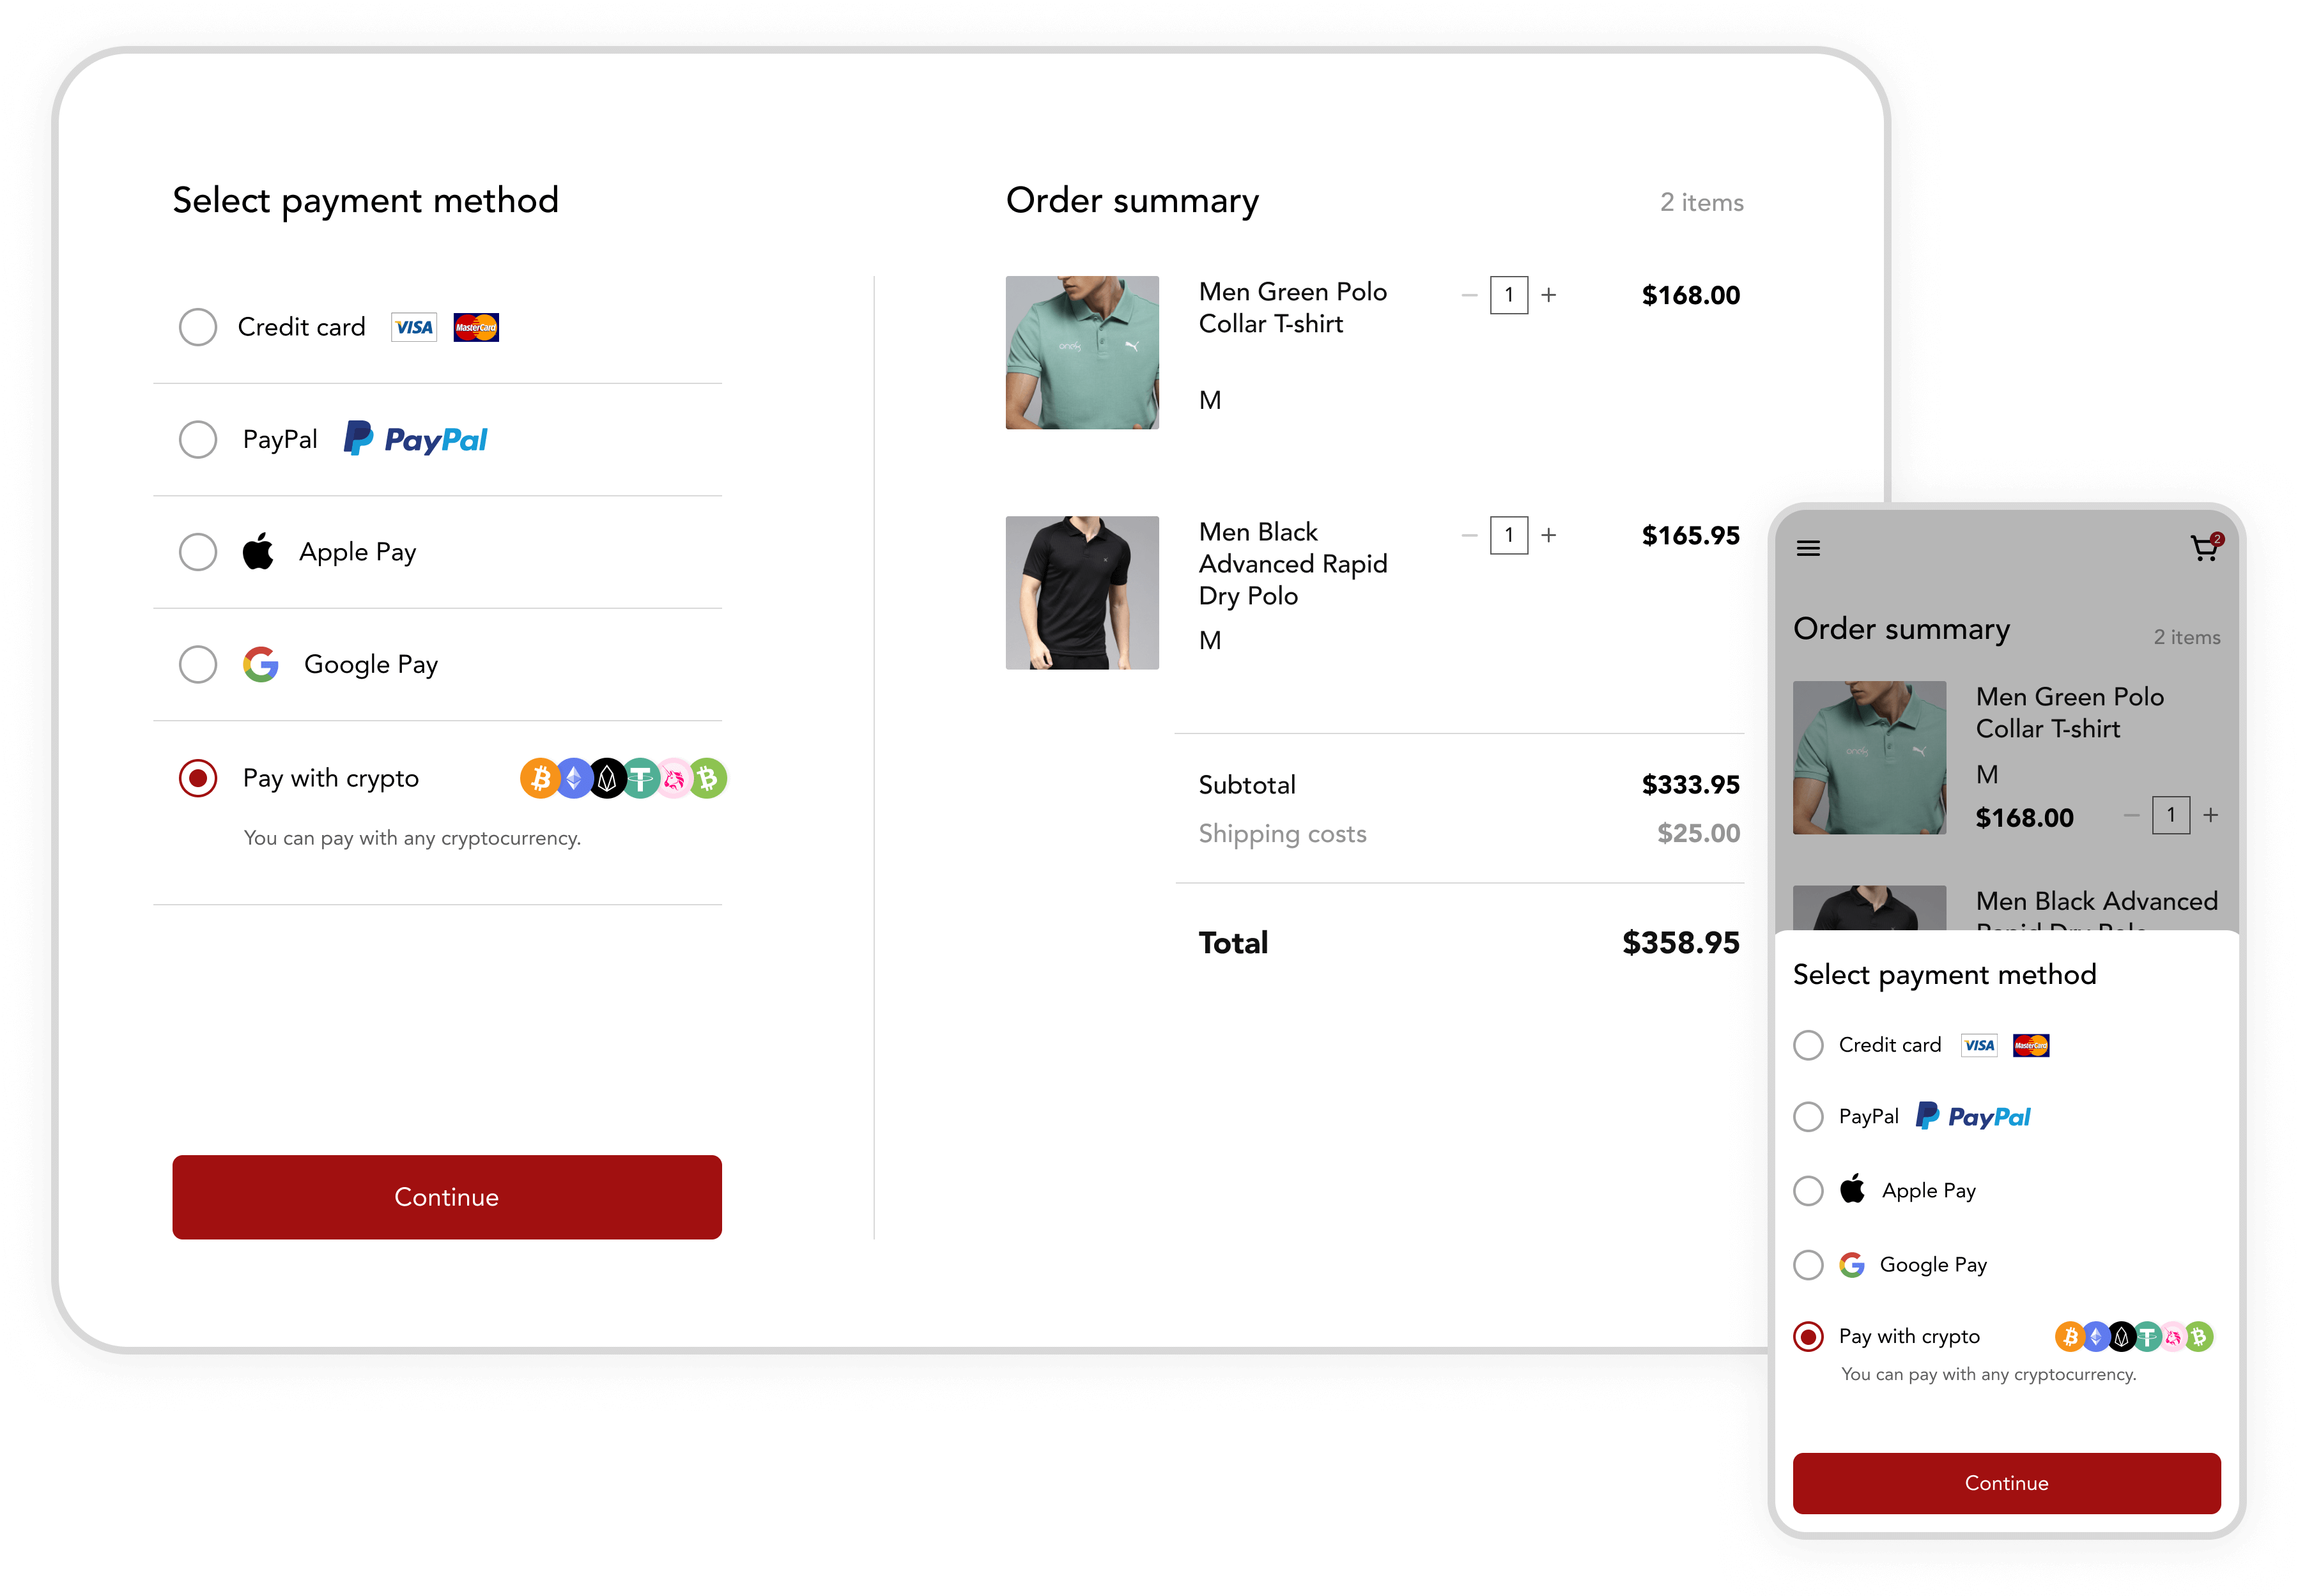 Select payment method
Credit card VISA MasterCard
PayPal PayPal
Apple Pay
Google Pay
Pay with crypto
You can pay with any cryptocurrency.
Continue
Order summary
2 items
Men Green Polo
Collar T-shirt
M
− 1 +
$168.00
Men Black
Advanced Rapid
Dry Polo
M
− 1 +
$165.95
Subtotal $333.95
Shipping costs $25.00
Total $358.95
2
Order summary
2 items
Men Green Polo
Collar T-shirt
M
$168.00 − 1 +
Men Black Advanced
Rapid Dry Polo
Select payment method
Credit card VISA MasterCard
PayPal PayPal
Apple Pay
Google Pay
Pay with crypto
You can pay with any cryptocurrency.
Continue